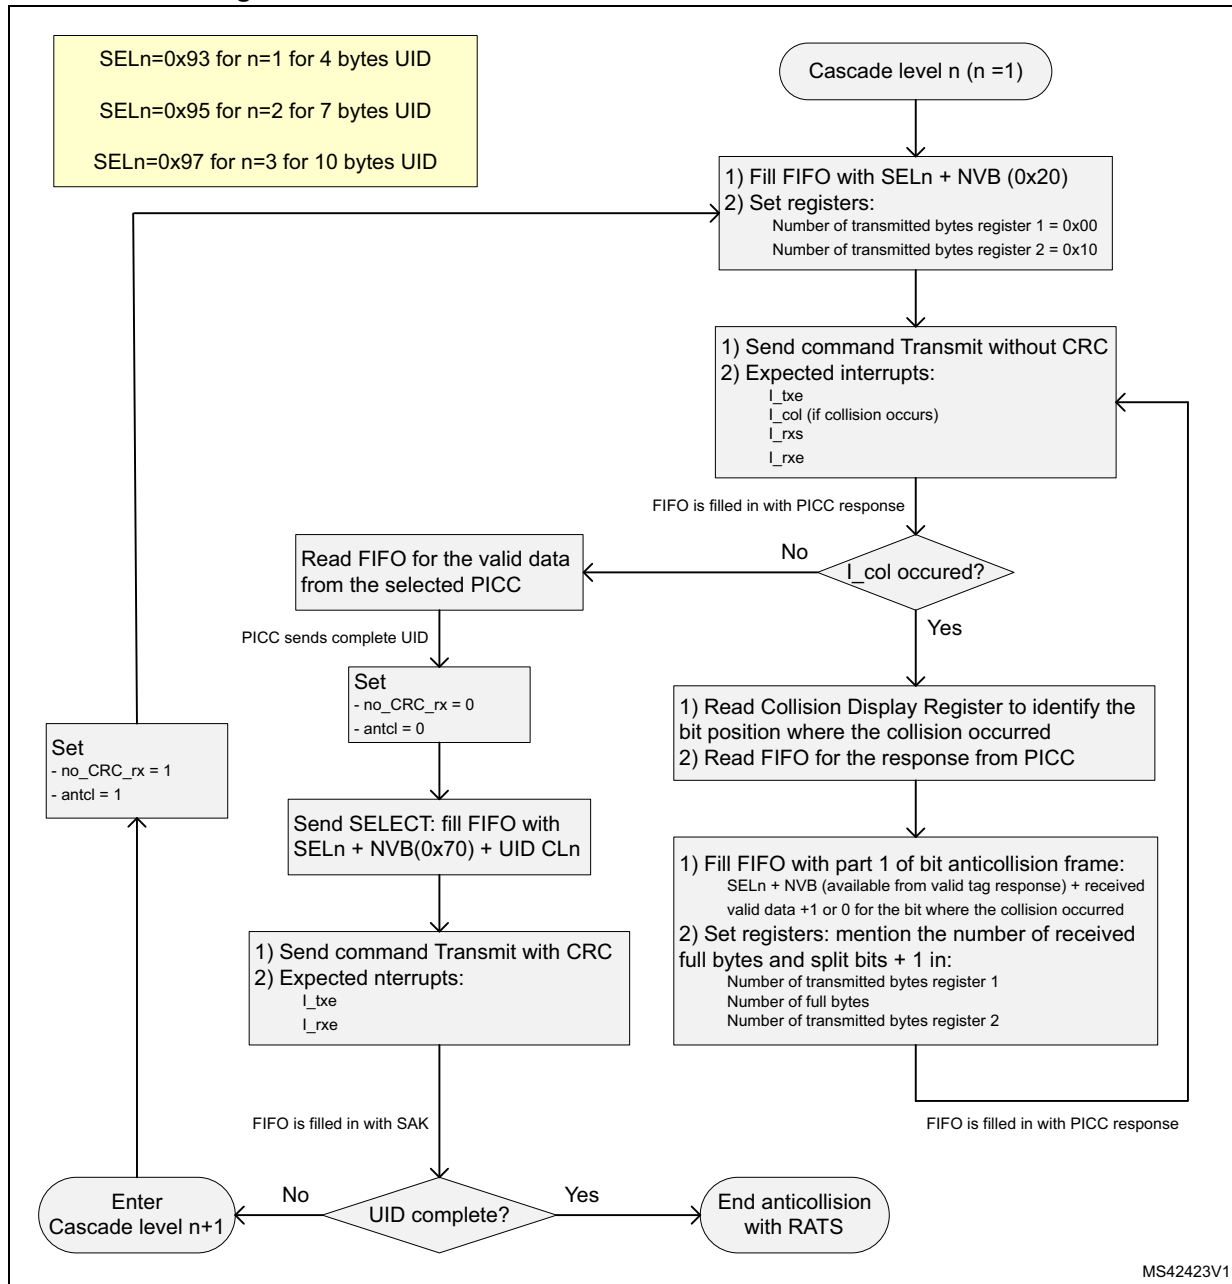 SELn=0x93 for n=1 for 4 bytes UID
SELn=0x95 for n=2 for 7 bytes UID
SELn=0x97 for n=3 for 10 bytes UID
Cascade level n (n =1)
1) Fill FIFO with SELn + NVB (0x20)
2) Set registers:
Number of transmitted bytes register 1 = 0x00
Number of transmitted bytes register 2 = 0x10
1) Send command Transmit without CRC
2) Expected interrupts:
I_txe
I_col (if collision occurs)
I_rxs
I_rxe
FIFO is filled in with PICC response
I_col occured?
No
Yes
Read FIFO for the valid data
from the selected PICC
PICC sends complete UID
Set
- no_CRC_rx = 0
- antcl = 0
Send SELECT: fill FIFO with
SELn + NVB(0x70) + UID CLn
1) Send command Transmit with CRC
2) Expected nterrupts:
I_txe
I_rxe
FIFO is filled in with SAK
1) Read Collision Display Register to identify the
bit position where the collision occurred
2) Read FIFO for the response from PICC
1) Fill FIFO with part 1 of bit anticollision frame:
SELn + NVB (available from valid tag response) + received
valid data +1 or 0 for the bit where the collision occurred
2) Set registers: mention the number of received
full bytes and split bits + 1 in:
Number of transmitted bytes register 1
Number of full bytes
Number of transmitted bytes register 2
FIFO is filled in with PICC response
Set
- no_CRC_rx = 1
- antcl = 1
Enter
Cascade level n+1
No
UID complete?
Yes
End anticollision
with RATS
MS42423V1